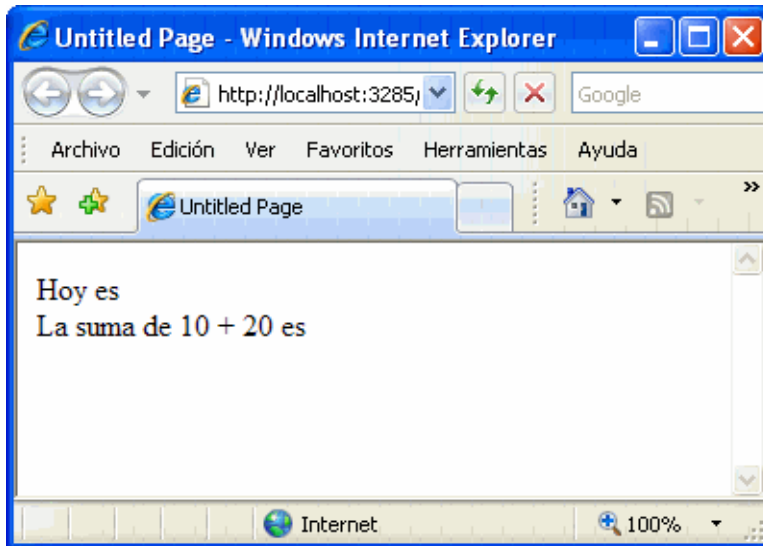 Untitled Page - Windows Internet Explorer
http://localhost:3285/
Google
Archivo Edición Ver Favoritos Herramientas Ayuda
Untitled Page
Hoy es
La suma de 10 + 20 es
Internet
100%